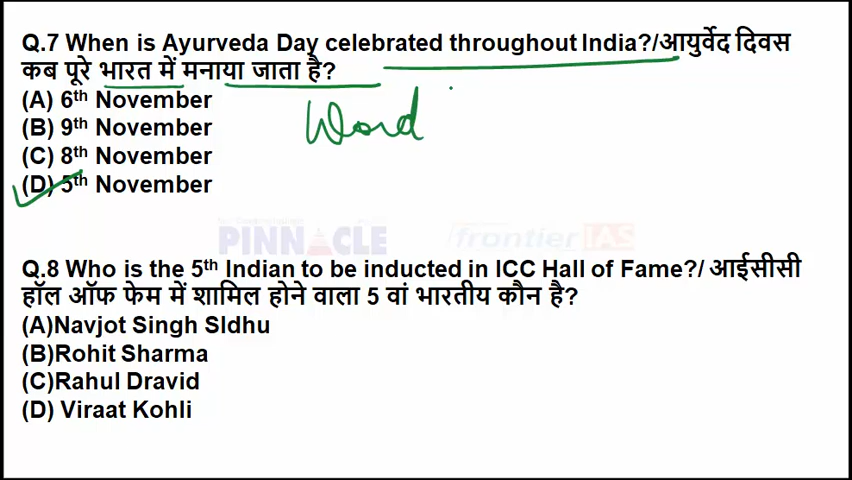 Q.7 When is Ayurveda Day celebrated throughout India?/आयुर्वेद दिवस
कब पूरे भारत में मनाया जाता है?
(A) 6th November
(B) 9th November
(C) 8th November
(D) 5th November
PINNACLE
frontier IAS
Q.8 Who is the 5th Indian to be inducted in ICC Hall of Fame?/ आईसीसी
हॉल ऑफ फेम में शामिल होने वाला 5 वां भारतीय कौन है?
(A)Navjot Singh SIdhu
(B)Rohit Sharma
(C)Rahul Dravid
(D) Viraat Kohli